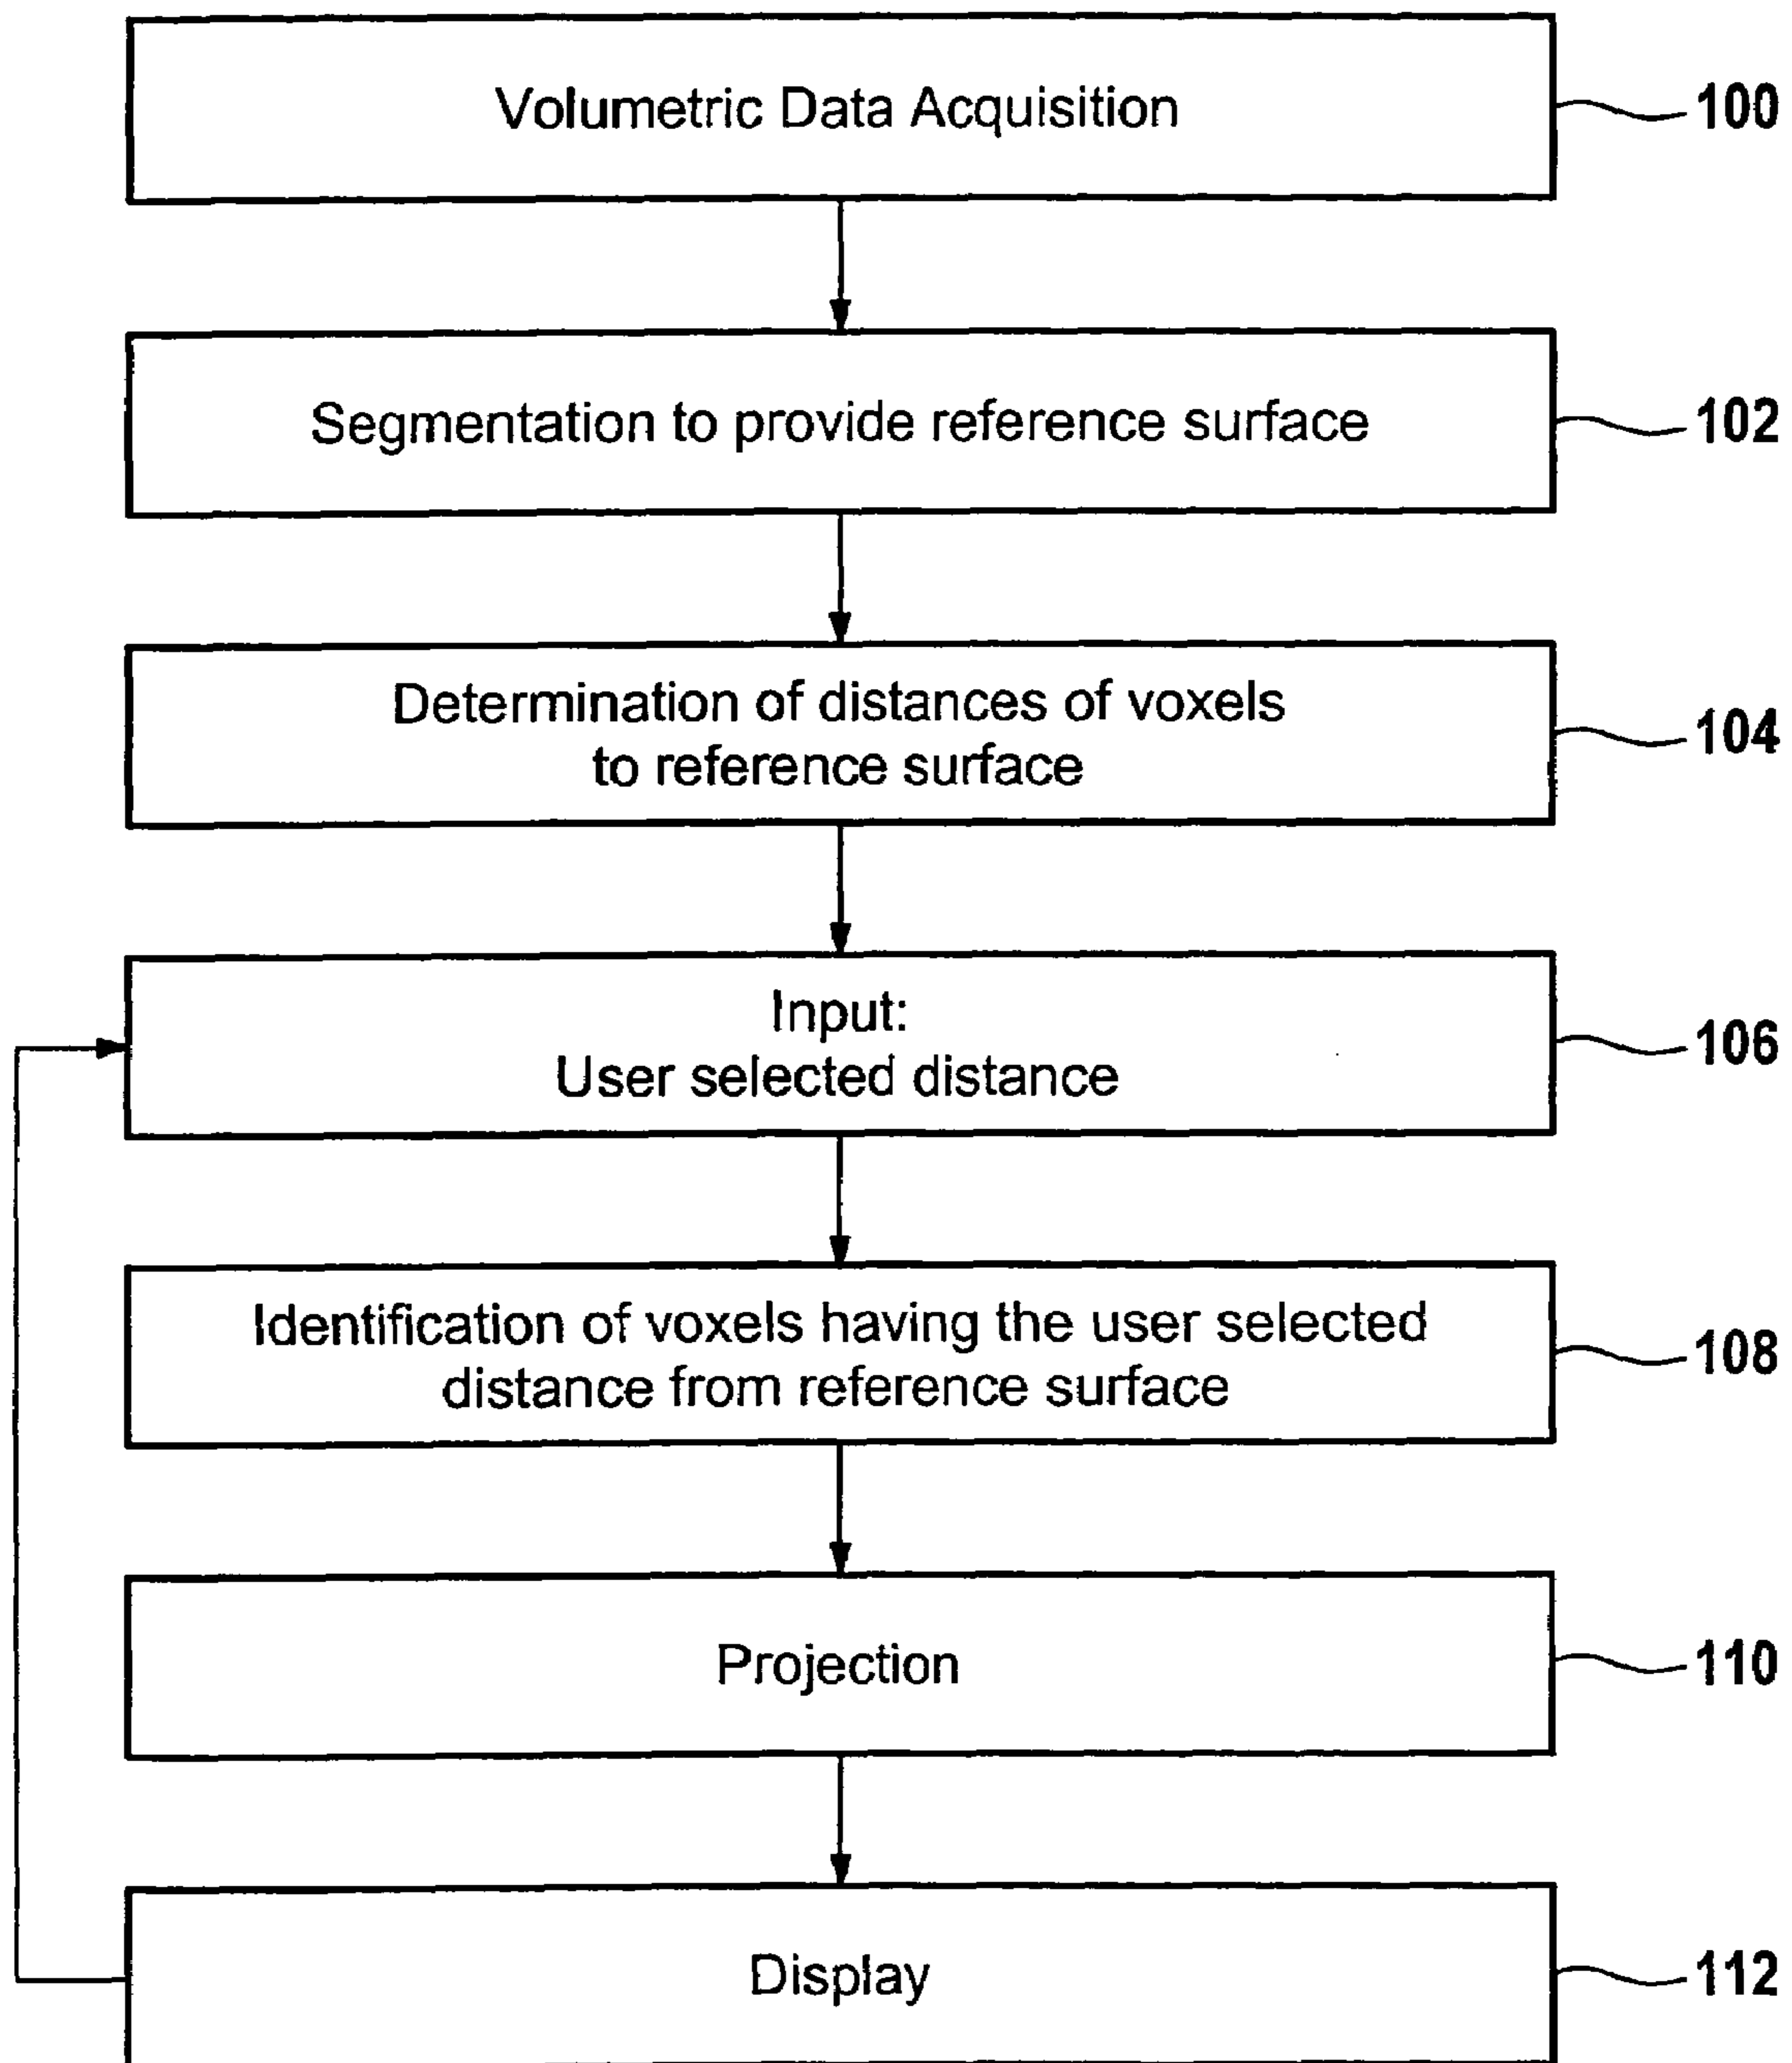 Volumetric Data Acquisition
100
Segmentation to provide reference surface
102
Determination of distances of voxels
to reference surface
104
Input:
User selected distance
106
Identification of voxels having the user selected
distance from reference surface
108
Projection
110
Display
112